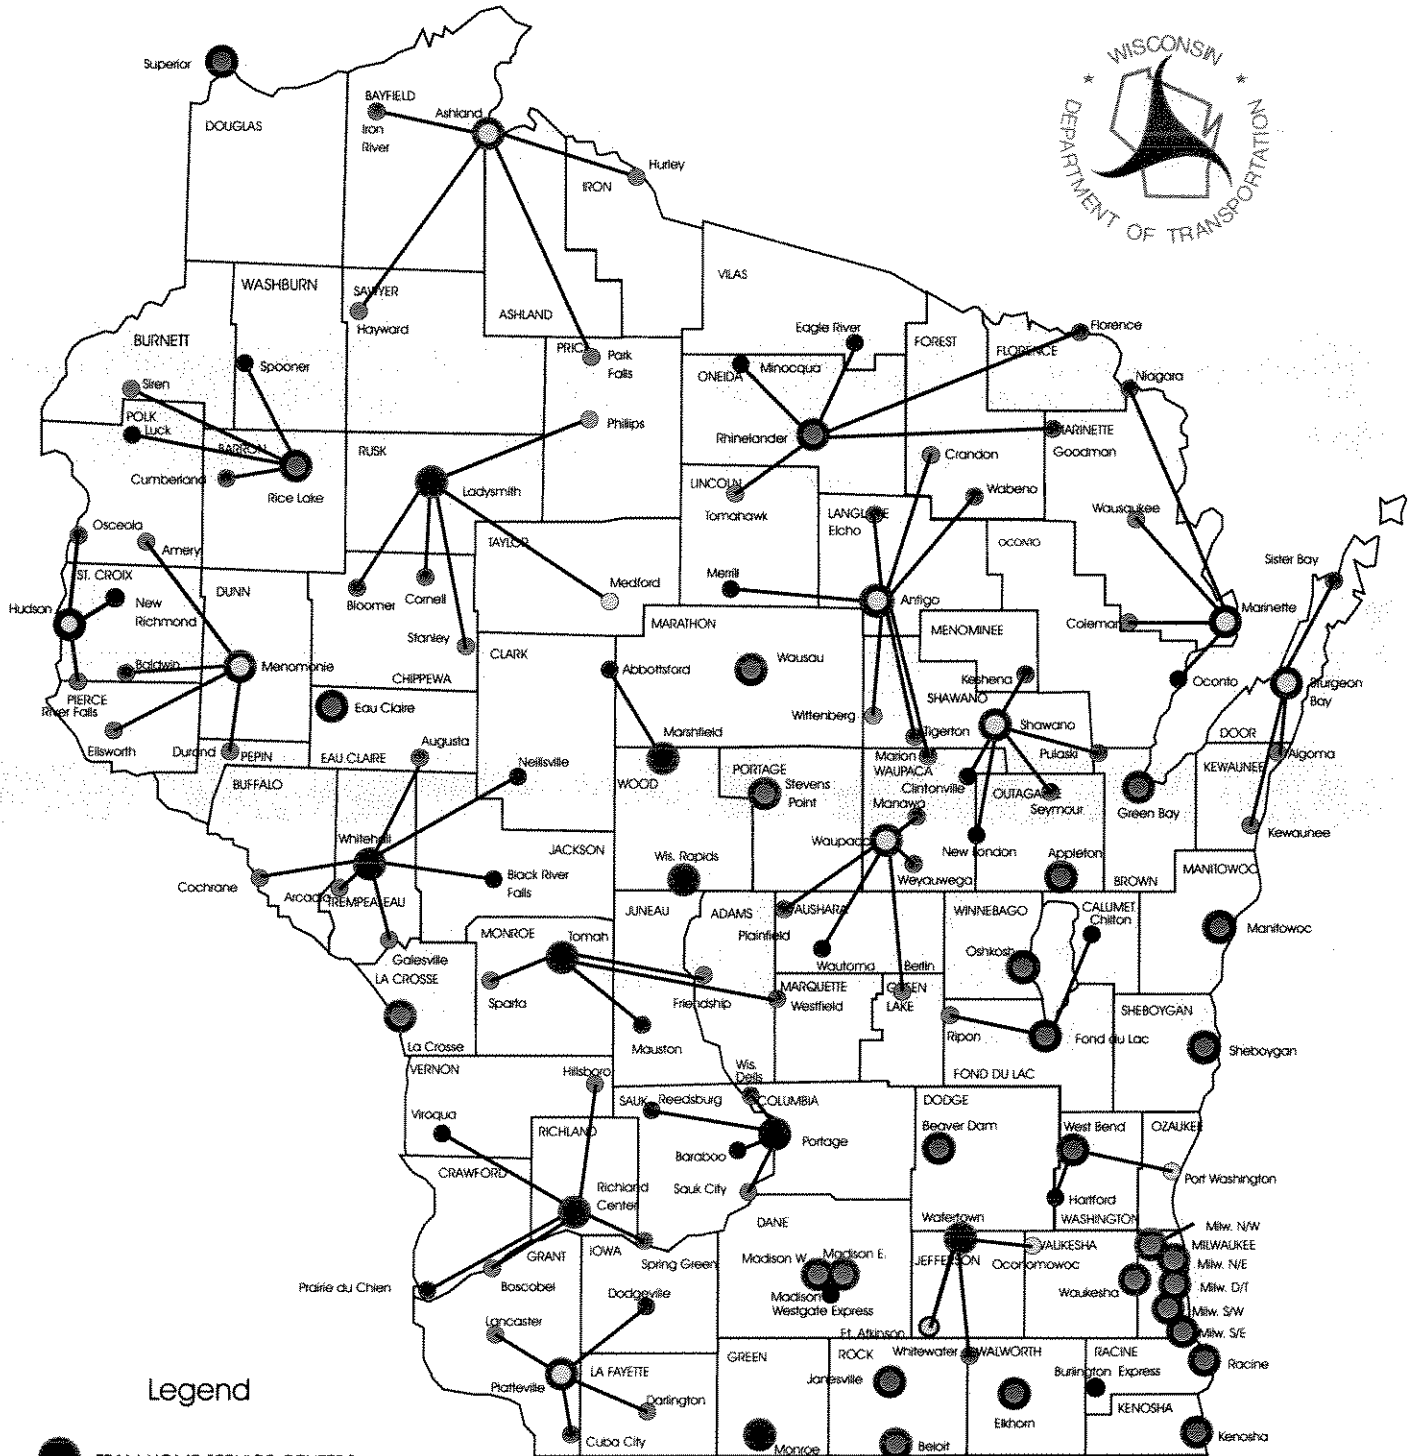 WISCONSIN
DEPARTMENT OF TRANSPORTATION
Superior
DOUGLAS
BAYFIELD
Iron
River
Ashland
Hurley
IRON
VILAS
WASHBURN
SAWYER
Hayward
ASHLAND
BURNETT
Spooner
Siren
POLK
Luck
BARRON
Cumberland
Rice Lake
PRICE
Park
Falls
Phillips
RUSK
Ladysmith
Eagle River
ONEIDA
Minocqua
Rhinelander
FOREST
FLORENCE
Florence
Niagara
MARINETTE
Goodman
Crandon
Wabeno
LINCOLN
Tomahawk
LANGLADE
Elcho
Wausaukee
OCONTO
Sister Bay
Osceola
Amery
ST. CROIX
New
Richmond
Hudson
DUNN
Baldwin
Menomonie
PIERCE
River Falls
Ellsworth
Durand
PEPIN
TAYLOR
Medford
Bloomer
Cornell
Stanley
CHIPPEWA
CLARK
Merrill
Antigo
MARATHON
MENOMINEE
Coleman
Marinette
Abbotsford
Wausau
Keshena
SHAWANO
Shawano
Oconto
Sturgeon
Bay
Eau Claire
EAU CLAIRE
Augusta
Neillsville
Marshfield
Wittenberg
Tigerton
Marion
WAUPACA
Pulaski
DOOR
KEWAUNEE
Algoma
BUFFALO
WOOD
PORTAGE
Stevens
Point
Clintonville
OUTAGAMIE
Seymour
Manawa
Green Bay
Kewaunee
Whitehall
JACKSON
Waupaca
New London
Appleton
Wis. Rapids
Weyauwega
BROWN
MANITOWOC
Cochrane
Arcadia
TREMPEALEAU
Black River
Falls
JUNEAU
ADAMS
WAUSHARA
Plainfield
WINNEBAGO
CALUMET
Chilton
Manitowoc
MONROE
Tomah
Galesville
LA CROSSE
Sparta
Friendship
Wautoma
Berlin
Oshkosh
MARQUETTE
Westfield
GREEN
LAKE
SHEBOYGAN
Ripon
Fond du Lac
Sheboygan
La Crosse
Mauston
VERNON
Hillsboro
Wis.
Dells
FOND DU LAC
SAUK
Reedsburg
COLUMBIA
DODGE
Viroqua
RICHLAND
Beaver Dam
West Bend
OZAUKEE
Portage
Baraboo
CRAWFORD
Richland
Center
Sauk City
Port Washington
Hartford
DANE
Watertown
WASHINGTON
Milw. N/W
GRANT
IOWA
Spring Green
Madison W.
Madison E.
JEFFERSON
WAUKESHA
Oconomowoc
MILWAUKEE
Milw. N/E
Prairie du Chien
Boscobel
Dodgeville
Madison
Westgate Express
Waukesha
Milw. D/T
Milw. S/W
Lancaster
Ft. Atkinson
Milw. S/E
GREEN
ROCK
Whitewater
WALWORTH
RACINE
LA FAYETTE
Janesville
Burlington Express
Racine
Legend
Platteville
Darlington
Elkhorn
KENOSHA
Cuba City
Monroe
Beloit
Kenosha